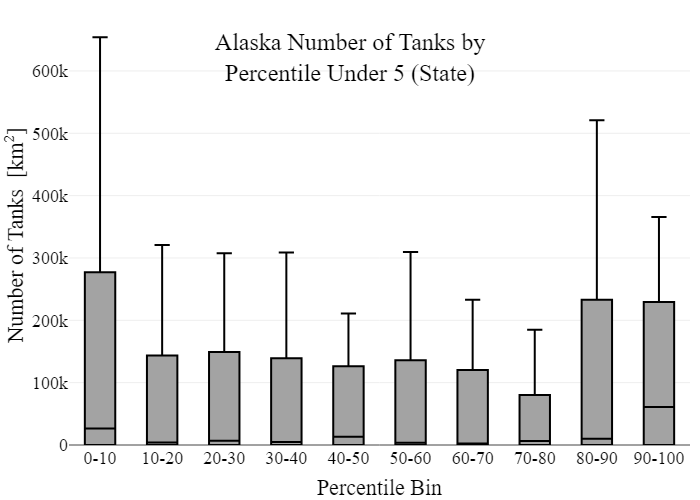 Alaska Number of Tanks by
Percentile Under 5 (State)
Number of Tanks [km²]
600k
500k
400k
300k
200k
100k
0
0-10 10-20 20-30 30-40 40-50 50-60 60-70 70-80 80-90 90-100
Percentile Bin